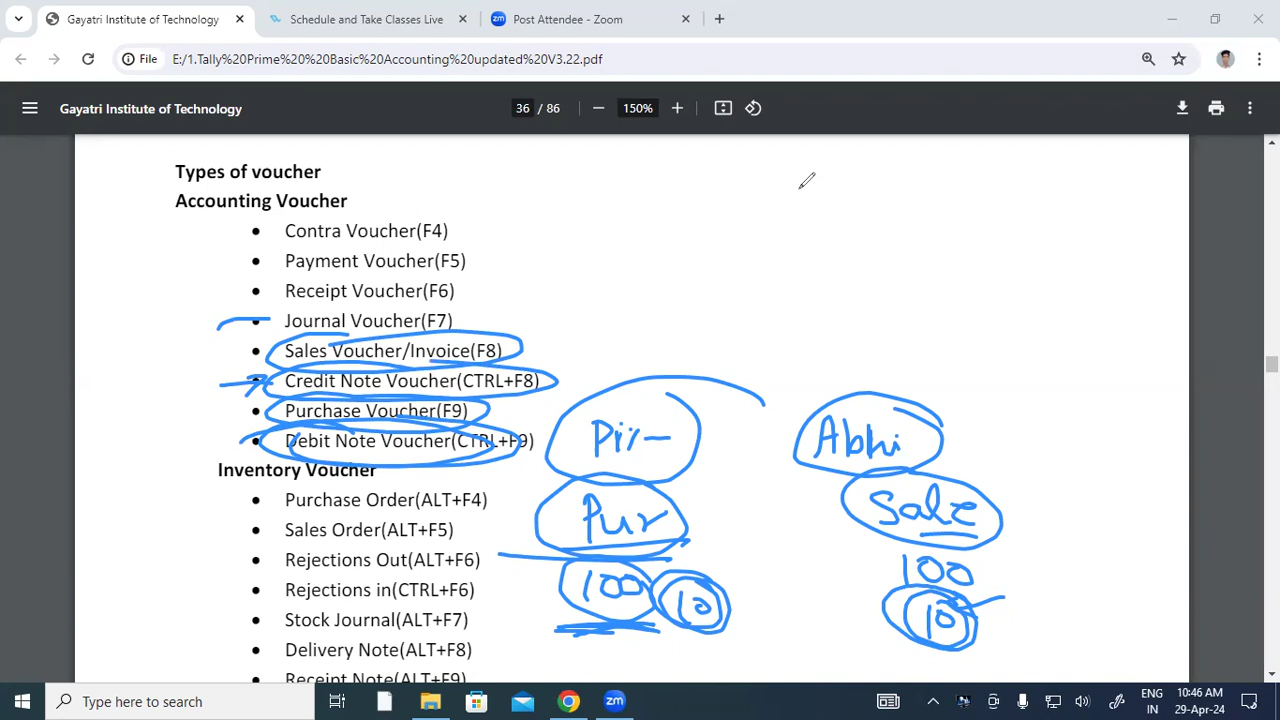 Gayatri Institute of Technology
Schedule and Take Classes Live
zm Post Attendee - Zoom
File E:/1.Tally%20Prime%20%20Basic%20Accounting%20updated%20V3.22.pdf
Gayatri Institute of Technology
36 / 86
150%
Types of voucher
Accounting Voucher
• Contra Voucher(F4)
• Payment Voucher(F5)
• Receipt Voucher(F6)
• Journal Voucher(F7)
• Sales Voucher/Invoice(F8)
• Credit Note Voucher(CTRL+F8)
• Purchase Voucher(F9)
• Debit Note Voucher(CTRL+F9)
Abhi
Inventory Voucher
• Purchase Order(ALT+F4)
Pur
Sale
• Sales Order(ALT+F5)
• Rejections Out(ALT+F6)
• Rejections in(CTRL+F6)
100 10
100
10
• Stock Journal(ALT+F7)
• Delivery Note(ALT+F8)
• Receipt Note(ALT+F9)
Type here to search
zm
ENG
IN
10:46 AM
29-Apr-24